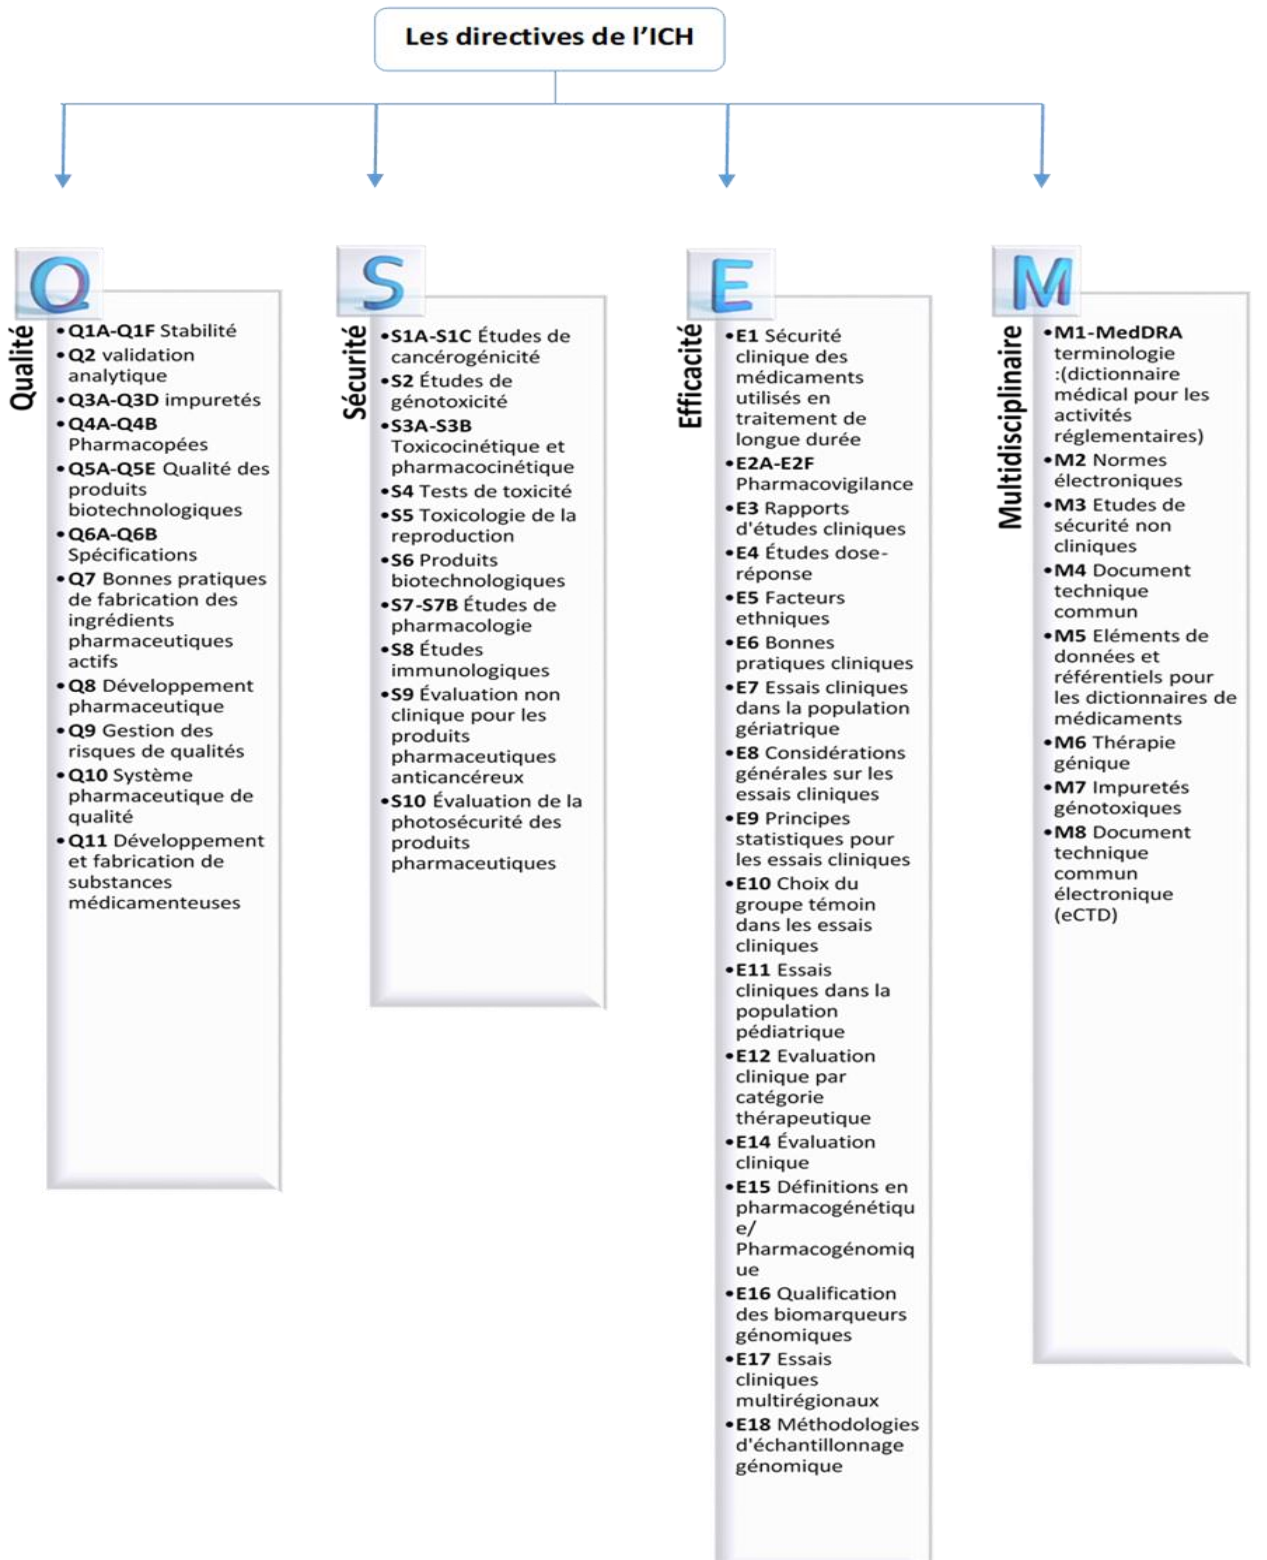 Les directives de l’ICH
Q
Qualité
•Q1A-Q1F Stabilité
•Q2 validation
analytique
•Q3A-Q3D impuretés
•Q4A-Q4B
Pharmacopées
•Q5A-Q5E Qualité des
produits
biotechnologiques
•Q6A-Q6B
Spécifications
•Q7 Bonnes pratiques
de fabrication des
ingrédients
pharmaceutiques
actifs
•Q8 Développement
pharmaceutique
•Q9 Gestion des
risques de qualités
•Q10 Système
pharmaceutique de
qualité
•Q11 Développement
et fabrication de
substances
médicamenteuses
S
Sécurité
•S1A-S1C Études de
cancérogénicité
•S2 Études de
génotoxicité
•S3A-S3B
Toxicocinétique et
pharmacocinétique
•S4 Tests de toxicité
•S5 Toxicologie de la
reproduction
•S6 Produits
biotechnologiques
•S7-S7B Études de
pharmacologie
•S8 Études
immunologiques
•S9 Évaluation non
clinique pour les
produits
pharmaceutiques
anticancéreux
•S10 Évaluation de la
photosécurité des
produits
pharmaceutiques
E
Efficacité
•E1 Sécurité
clinique des
médicaments
utilisés en
traitement de
longue durée
•E2A-E2F
Pharmacovigilance
•E3 Rapports
d'études cliniques
•E4 Études dose-
réponse
•E5 Facteurs
ethniques
•E6 Bonnes
pratiques cliniques
•E7 Essais cliniques
dans la population
gériatrique
•E8 Considérations
générales sur les
essais cliniques
•E9 Principes
statistiques pour
les essais cliniques
•E10 Choix du
groupe témoin
dans les essais
cliniques
•E11 Essais
cliniques dans la
population
pédiatrique
•E12 Evaluation
clinique par
catégorie
thérapeutique
•E14 Évaluation
clinique
•E15 Définitions en
pharmacogénétiqu
e/
Pharmacogénomiq
ue
•E16 Qualification
des biomarqueurs
génomiques
•E17 Essais
cliniques
multirégionaux
•E18 Méthodologies
d'échantillonnage
génomique
M
Multidisciplinaire
•M1-MedDRA
terminologie
:(dictionnaire
médical pour les
activités
réglementaires)
•M2 Normes
électroniques
•M3 Etudes de
sécurité non
cliniques
•M4 Document
technique
commun
•M5 Eléments de
données et
référentiels pour
les dictionnaires de
médicaments
•M6 Thérapie
génique
•M7 Impuretés
génotoxiques
•M8 Document
technique
commun
électronique
(eCTD)